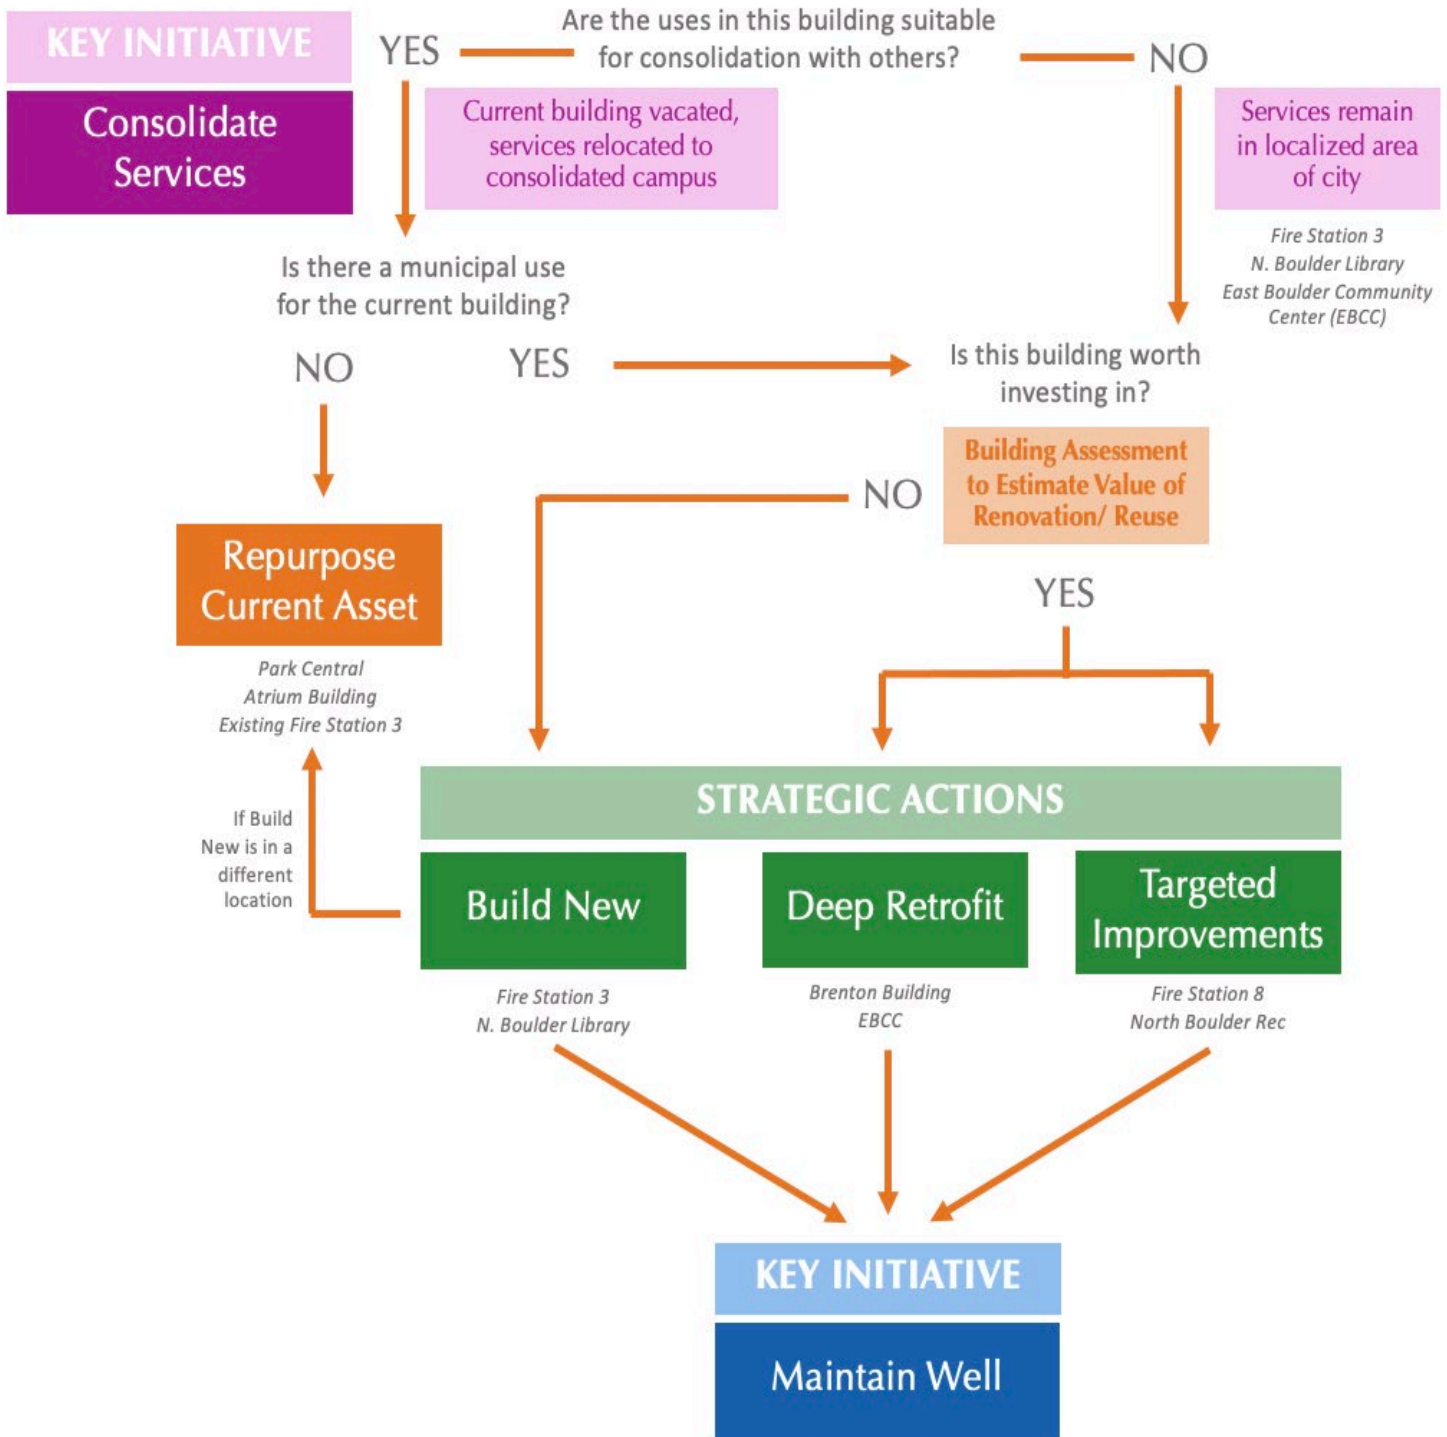 KEY INITIATIVE
Consolidate
Services
YES
Are the uses in this building suitable
for consolidation with others?
NO
Current building vacated,
services relocated to
consolidated campus
Services remain
in localized area
of city
Fire Station 3
N. Boulder Library
East Boulder Community
Center (EBCC)
Is there a municipal use
for the current building?
NO
YES
Is this building worth
investing in?
Building Assessment
to Estimate Value of
Renovation/ Reuse
NO
YES
Repurpose
Current Asset
Park Central
Atrium Building
Existing Fire Station 3
If Build
New is in a
different
location
STRATEGIC ACTIONS
Build New
Deep Retrofit
Targeted
Improvements
Fire Station 3
N. Boulder Library
Brenton Building
EBCC
Fire Station 8
North Boulder Rec
KEY INITIATIVE
Maintain Well